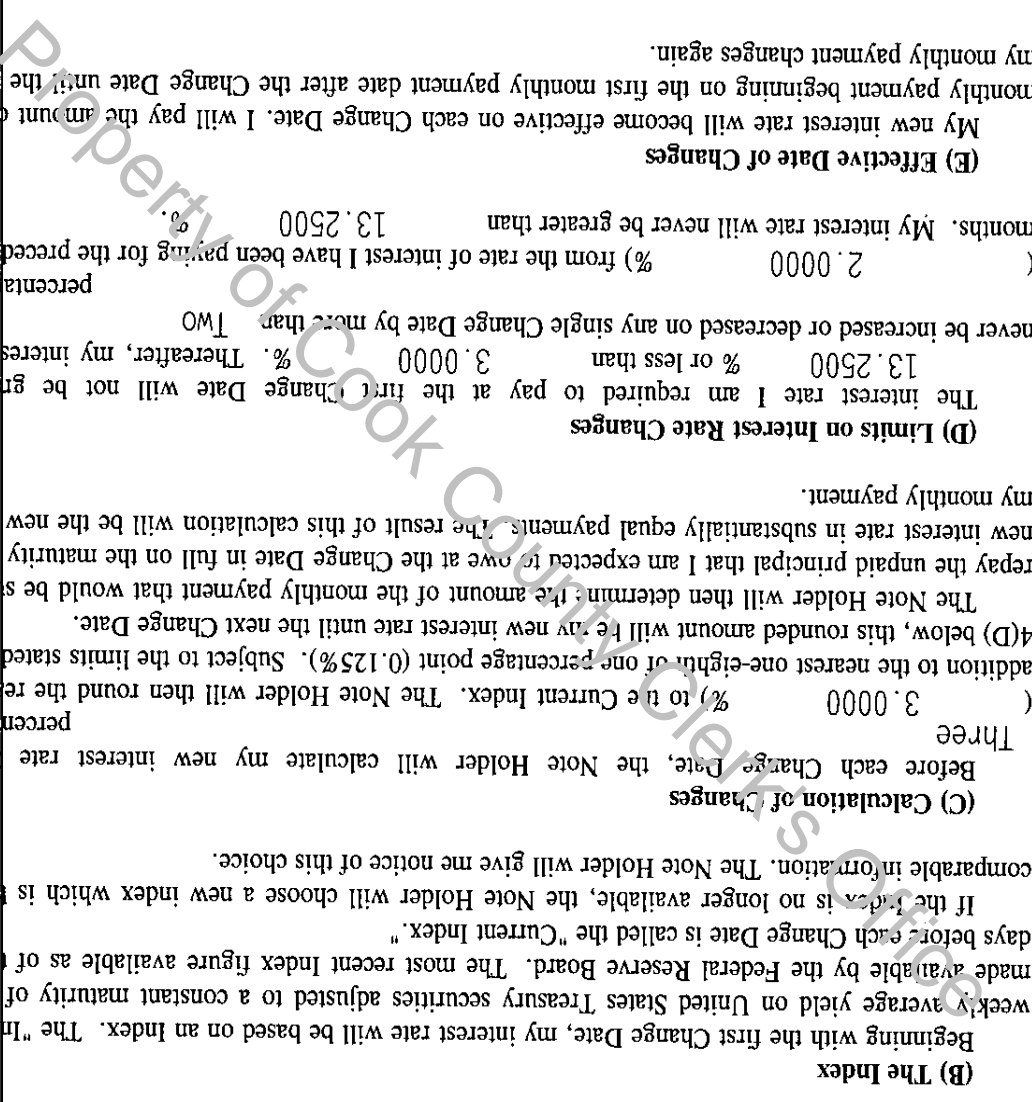 (B) The Index
Beginning with the first Change Date, my interest rate will be based on an Index. The "In
weekly average yield on United States Treasury securities adjusted to a constant maturity of
made available by the Federal Reserve Board. The most recent Index figure available as of
days before each Change Date is called the "Current Index."
If the Index is no longer available, the Note Holder will choose a new index which is
comparable information. The Note Holder will give me notice of this choice.
(C) Calculation of Changes
Before each Change Date, the Note Holder will calculate my new interest rate
Three percen
( 3.0000 %) to the Current Index. The Note Holder will then round the re
addition to the nearest one-eighth of one percentage point (0.125%). Subject to the limits stated
4(D) below, this rounded amount will be my new interest rate until the next Change Date.
The Note Holder will then determine the amount of the monthly payment that would be s
repay the unpaid principal that I am expected to owe at the Change Date in full on the maturity
new interest rate in substantially equal payments. The result of this calculation will be the new
my monthly payment.
(D) Limits on Interest Rate Changes
The interest rate I am required to pay at the first Change Date will not be gr
13.2500 % or less than 3.0000 %. Thereafter, my interes
never be increased or decreased on any single Change Date by more than TWO
percenta
( 2.0000 %) from the rate of interest I have been paying for the preced
months. My interest rate will never be greater than 13.2500 %.
(E) Effective Date of Changes
My new interest rate will become effective on each Change Date. I will pay the amount
monthly payment beginning on the first monthly payment date after the Change Date until the
my monthly payment changes again.
Property of Cook County Clerk's Office